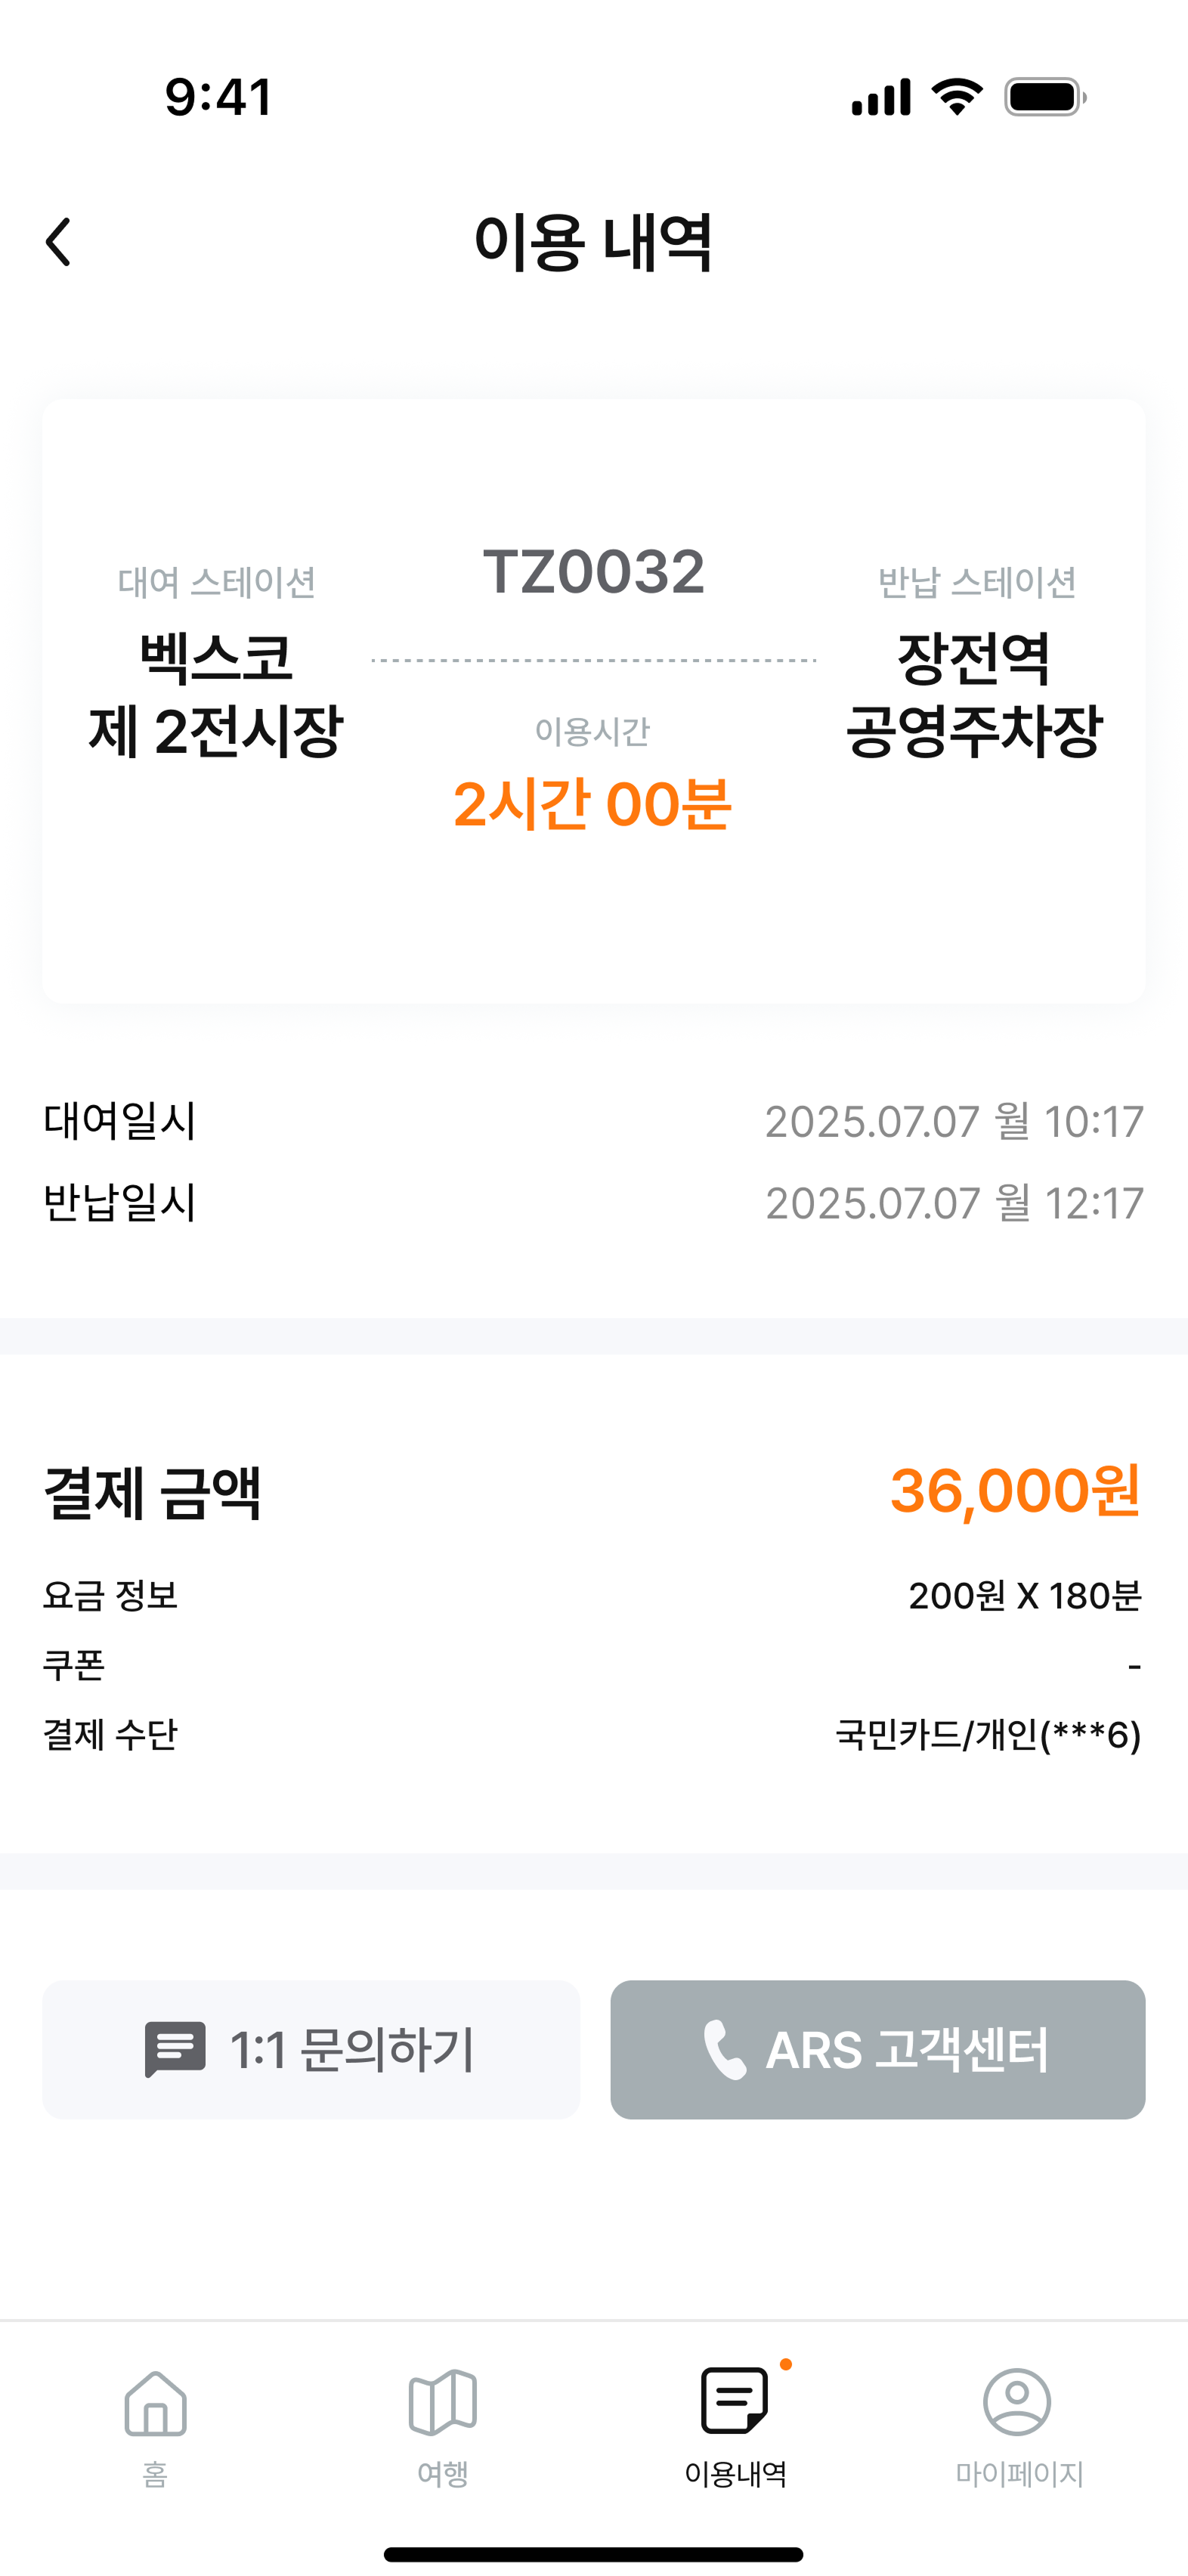 9:41
이용 내역
TZ0032
대여 스테이션
반납 스테이션
벡스코
제 2전시장
장전역
공영주차장
이용시간
2시간 00분
대여일시
2025.07.07 월 10:17
반납일시
2025.07.07 월 12:17
결제 금액
36,000원
요금 정보
200원 X 180분
쿠폰
-
결제 수단
국민카드/개인(***6)
1:1 문의하기
ARS 고객센터
홈
여행
이용내역
마이페이지